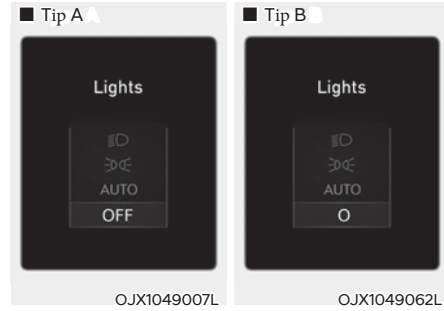 ■ Tip A
Lights
AUTO
OFF
OJX1049007L
■ Tip B
Lights
AUTO
O
OJX1049062L